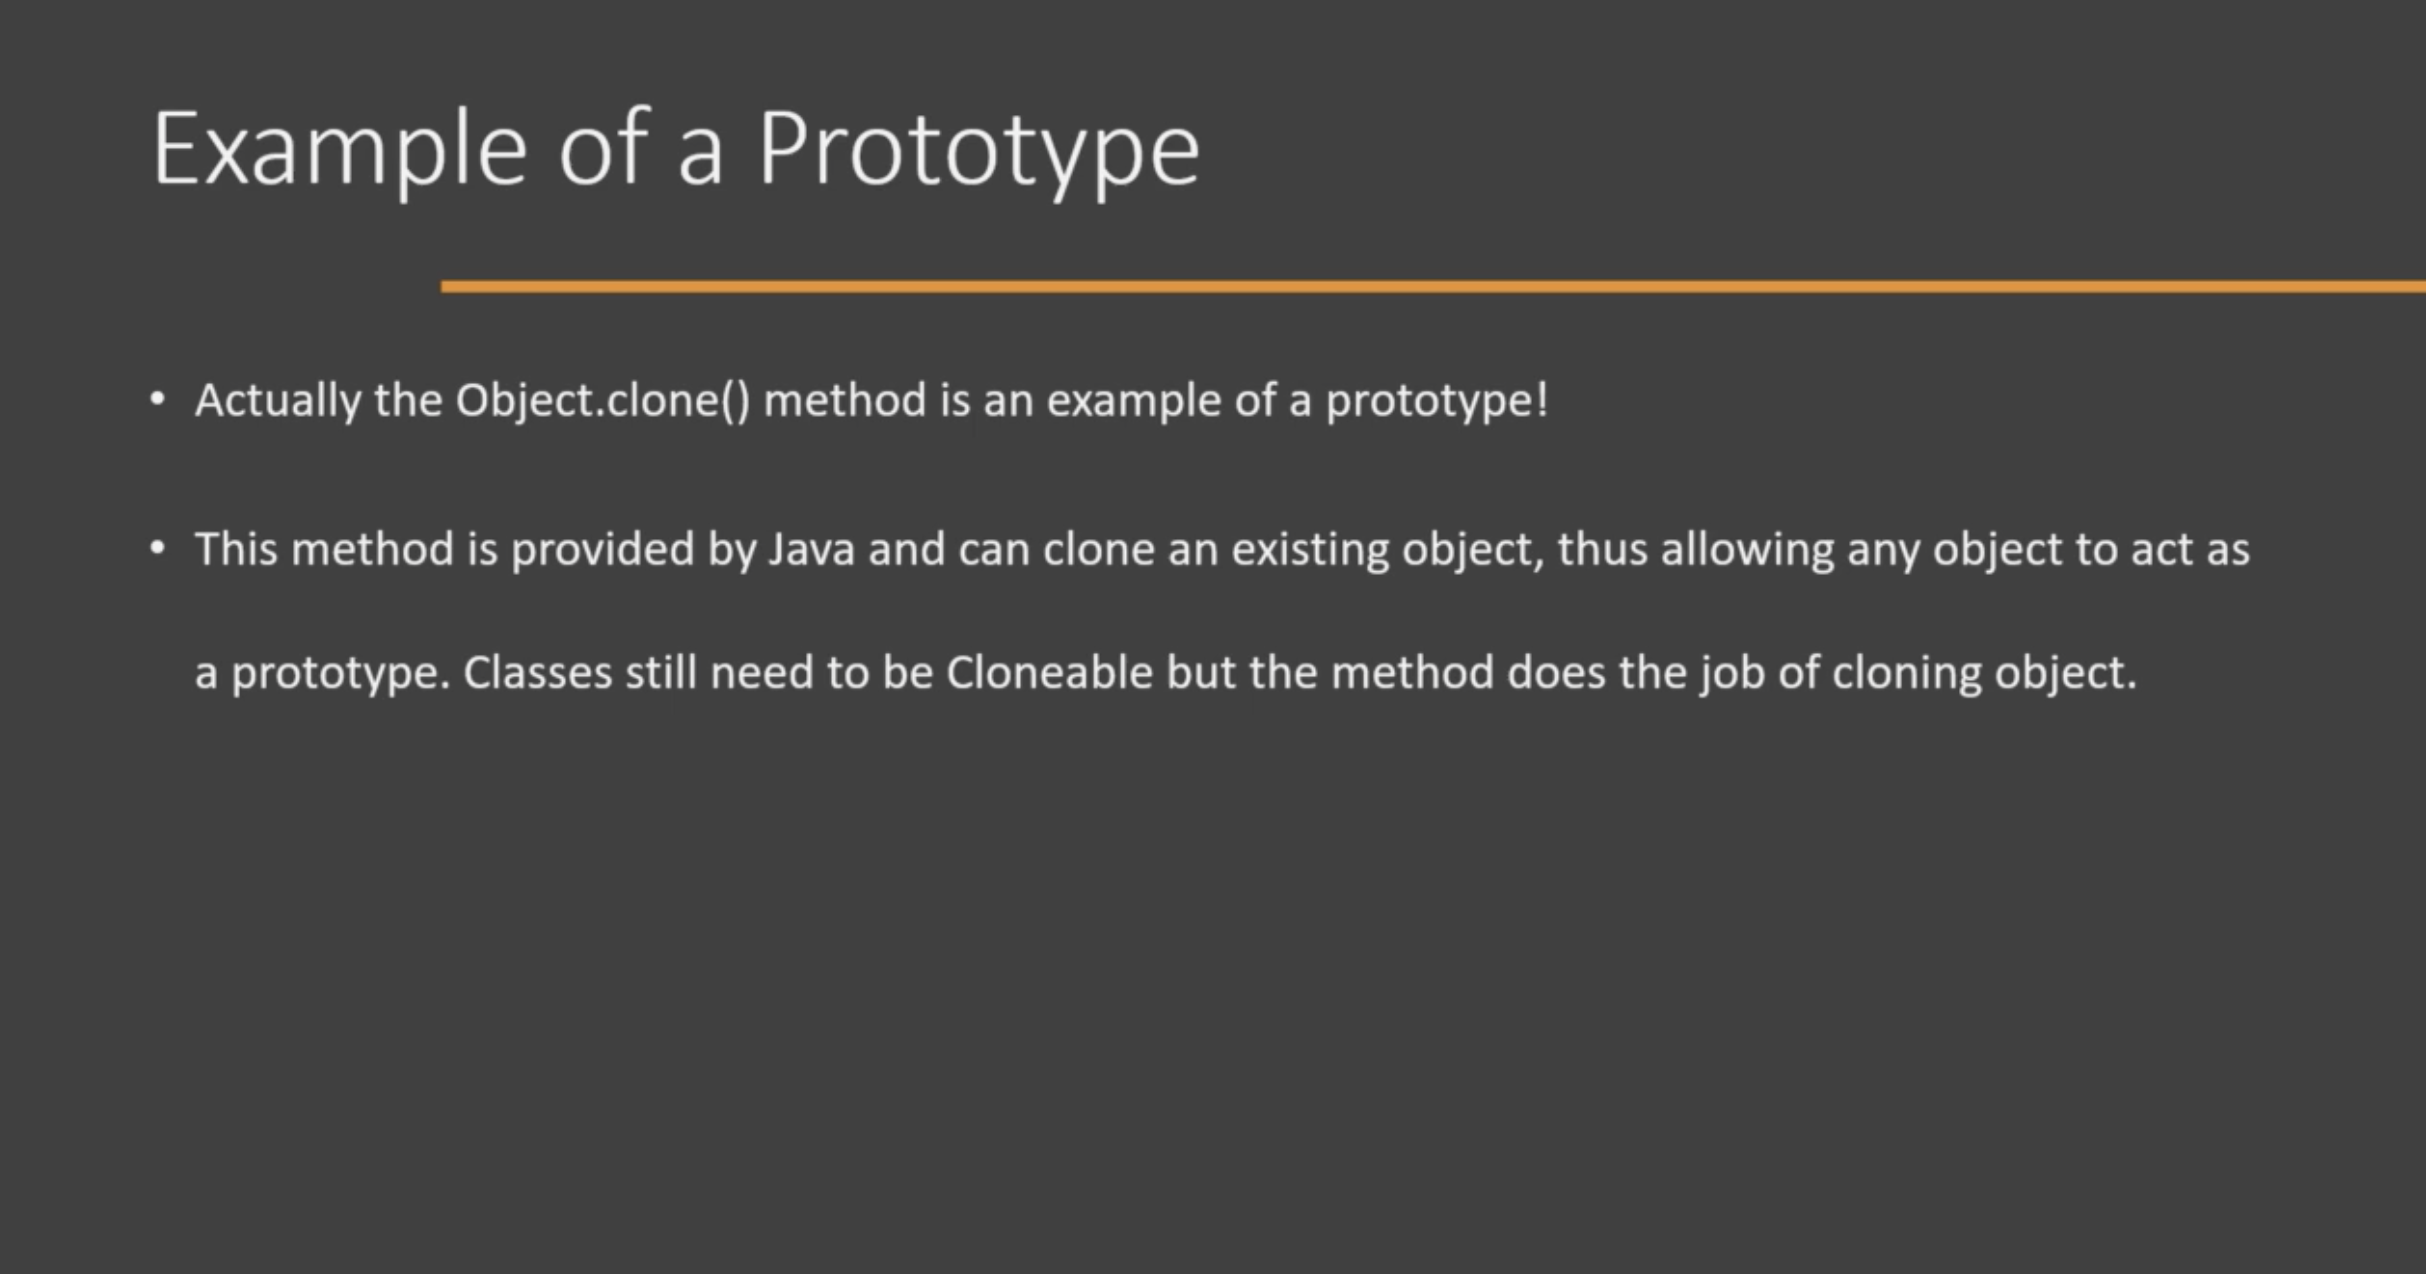 Example of a Prototype
• Actually the Object.clone() method is an example of a prototype!
• This method is provided by Java and can clone an existing object, thus allowing any object to act as
a prototype. Classes still need to be Cloneable but the method does the job of cloning object.